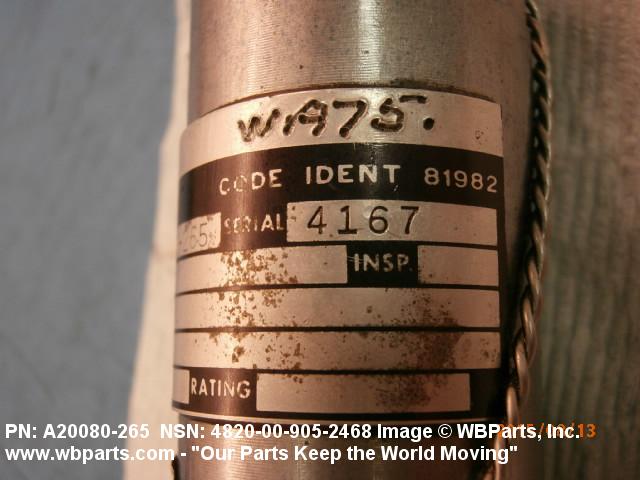 WA75.
CODE IDENT 81982
265 SERIAL 4167
INSP.
RATING
PN: A20080-265 NSN: 4820-00-905-2468 Image © WBParts, Inc.
www.wbparts.com - "Our Parts Keep the World Moving"